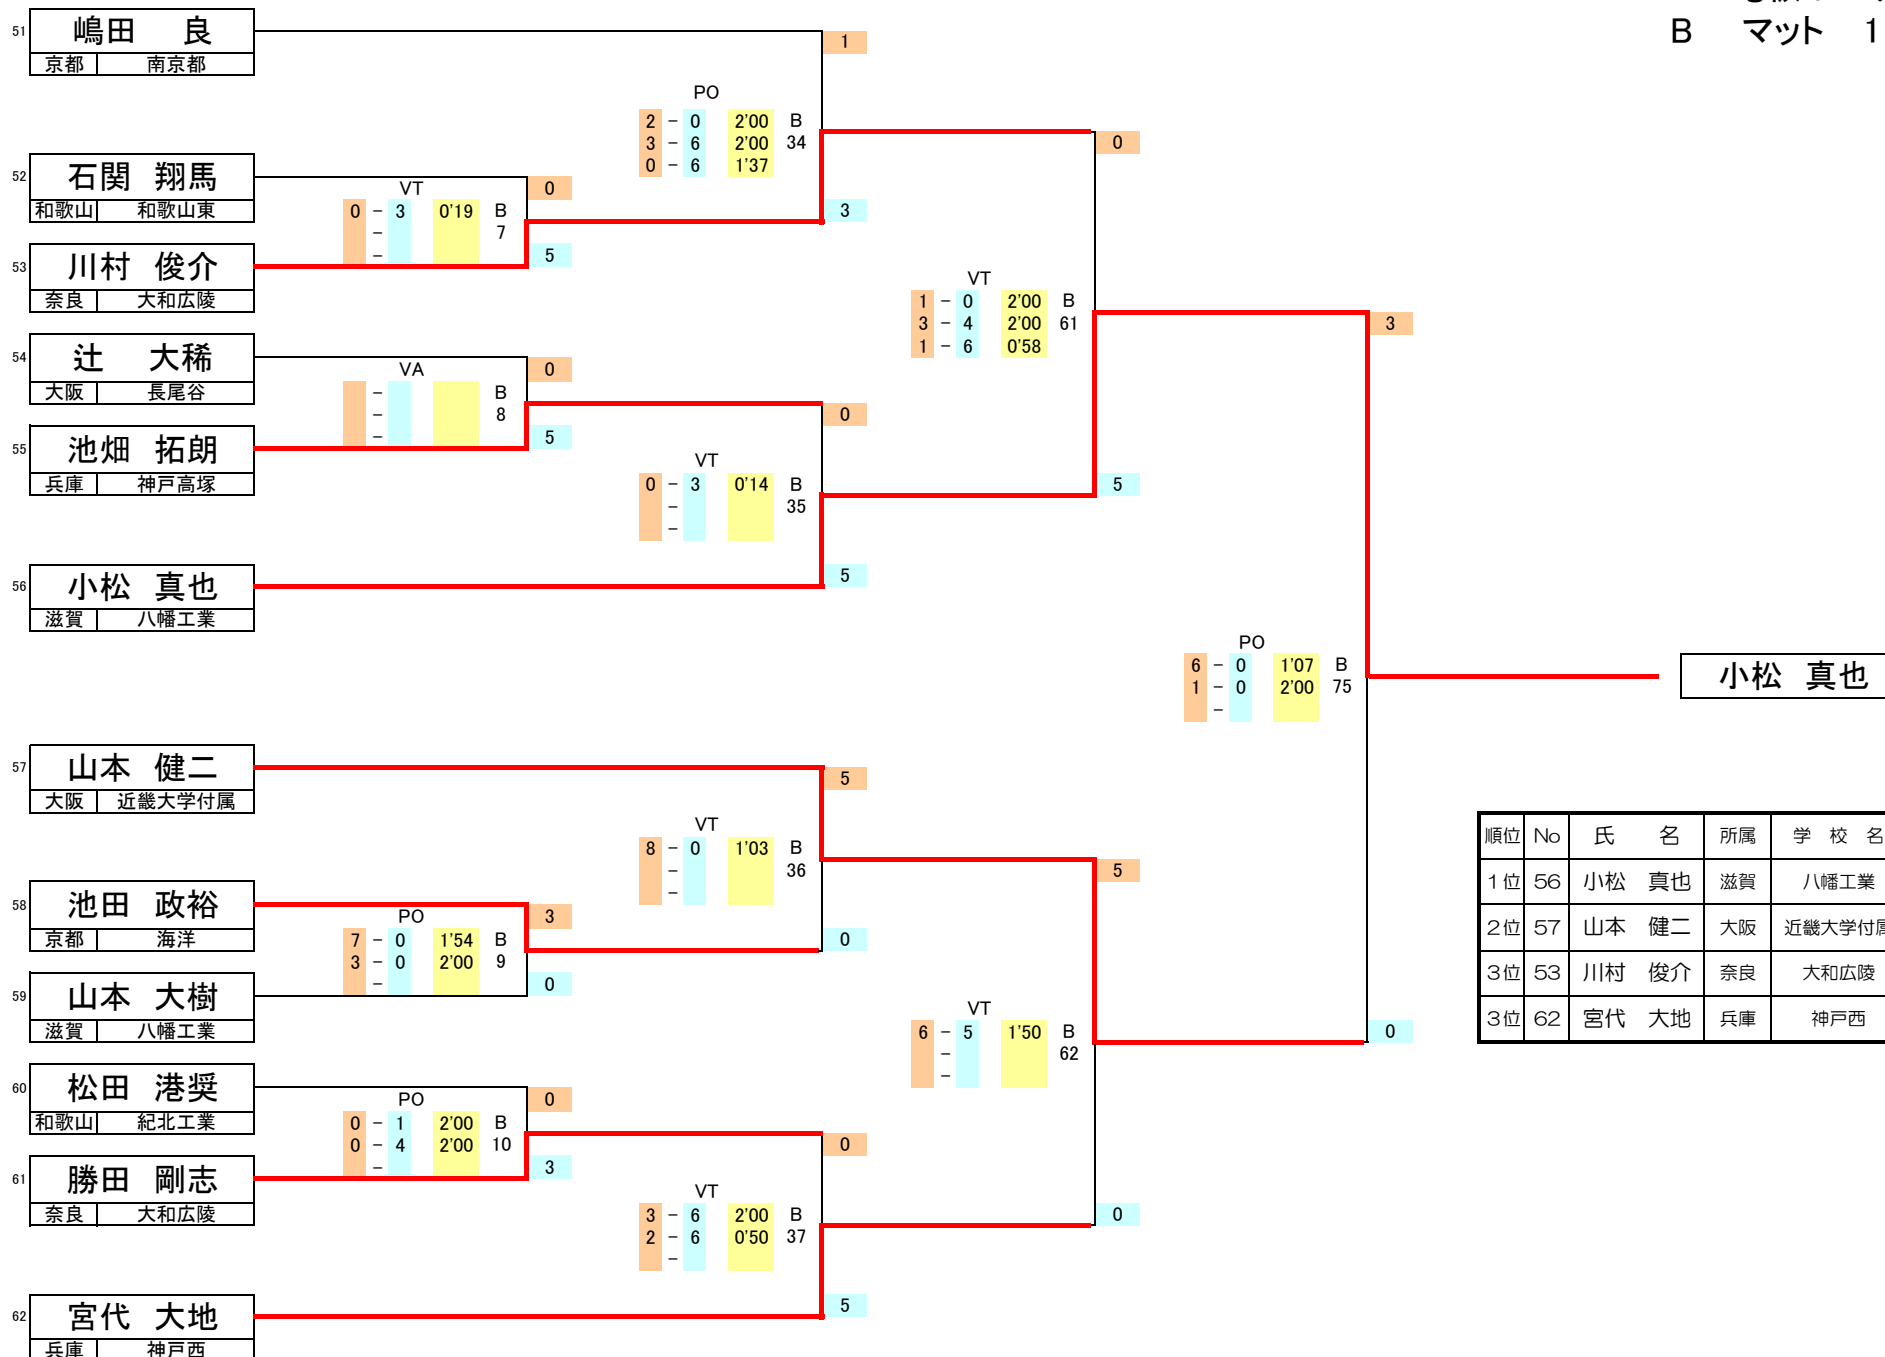 B マット 1
51 嶋田 良
京都 南京都
1
PO
2 - 0 2'00 B
3 - 6 2'00 34
0 - 6 1'37
0
52 石関 翔馬
和歌山 和歌山東
0
VT
0 - 3 0'19 B
- 7
-
3
5
53 川村 俊介
奈良 大和広陵
VT
1 - 0 2'00 B
3 - 4 2'00 61
1 - 6 0'58
3
54 辻 大稀
大阪 長尾谷
0
VA
- B
- 8
-
0
5
55 池畑 拓朗
兵庫 神戸高塚
VT
0 - 3 0'14 B
- 35
-
5
56 小松 真也
滋賀 八幡工業
5
PO
6 - 0 1'07 B
1 - 0 2'00 75
-
小松 真也
57 山本 健二
大阪 近畿大学付属
5
VT
8 - 0 1'03 B
- 36
-
5
58 池田 政裕
京都 海洋
3
PO
7 - 0 1'54 B
3 - 0 2'00 9
-
0
0
59 山本 大樹
滋賀 八幡工業
VT
6 - 5 1'50 B
- 62
-
0
60 松田 港奨
和歌山 紀北工業
0
PO
0 - 1 2'00 B
0 - 4 2'00 10
-
0
3
61 勝田 剛志
奈良 大和広陵
VT
3 - 6 2'00 B
2 - 6 0'50 37
-
0
62 宮代 大地
兵庫 神戸西
5
順位 No 氏 名 所属 学 校 名
1位 56 小松 真也 滋賀 八幡工業
2位 57 山本 健二 大阪 近畿大学付属
3位 53 川村 俊介 奈良 大和広陵
3位 62 宮代 大地 兵庫 神戸西